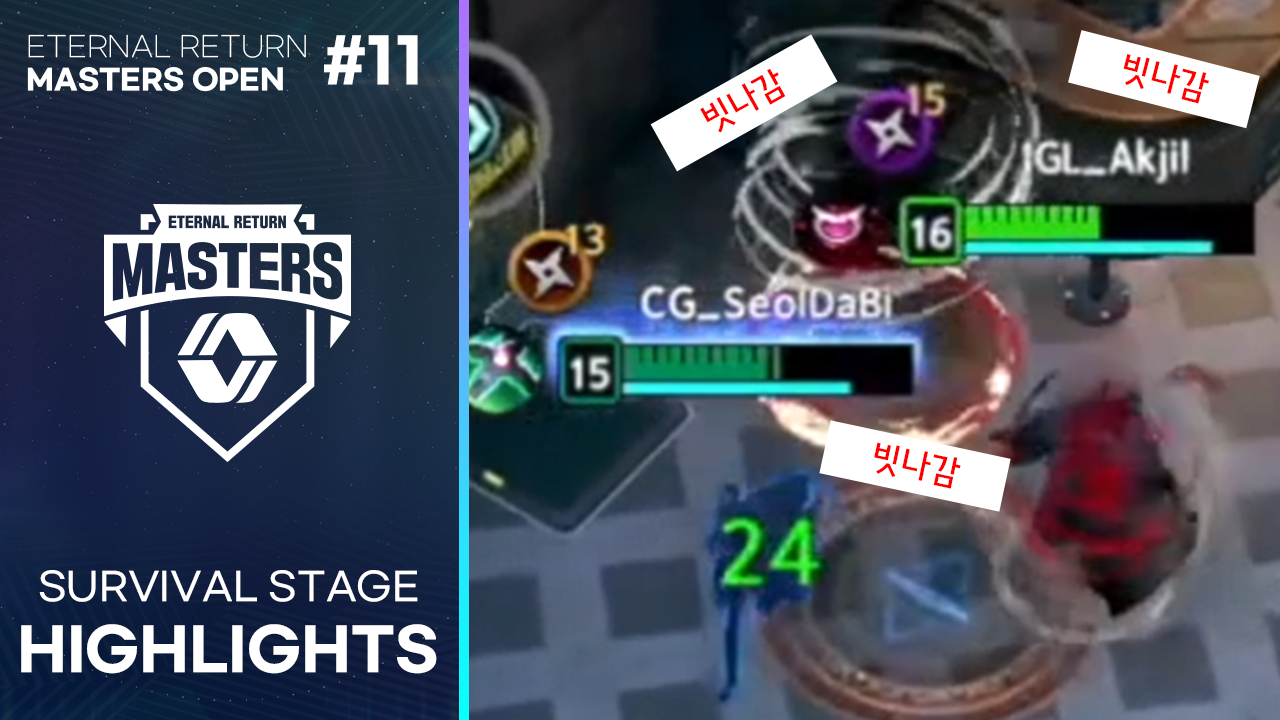 ETERNAL RETURN
MASTERS OPEN
#11
ETERNAL RETURN
MASTERS
SURVIVAL STAGE
HIGHLIGHTS
빗나감
빗나감
15
IGL_Akjil
16
13
CG_SeolDaBi
15
빗나감
24